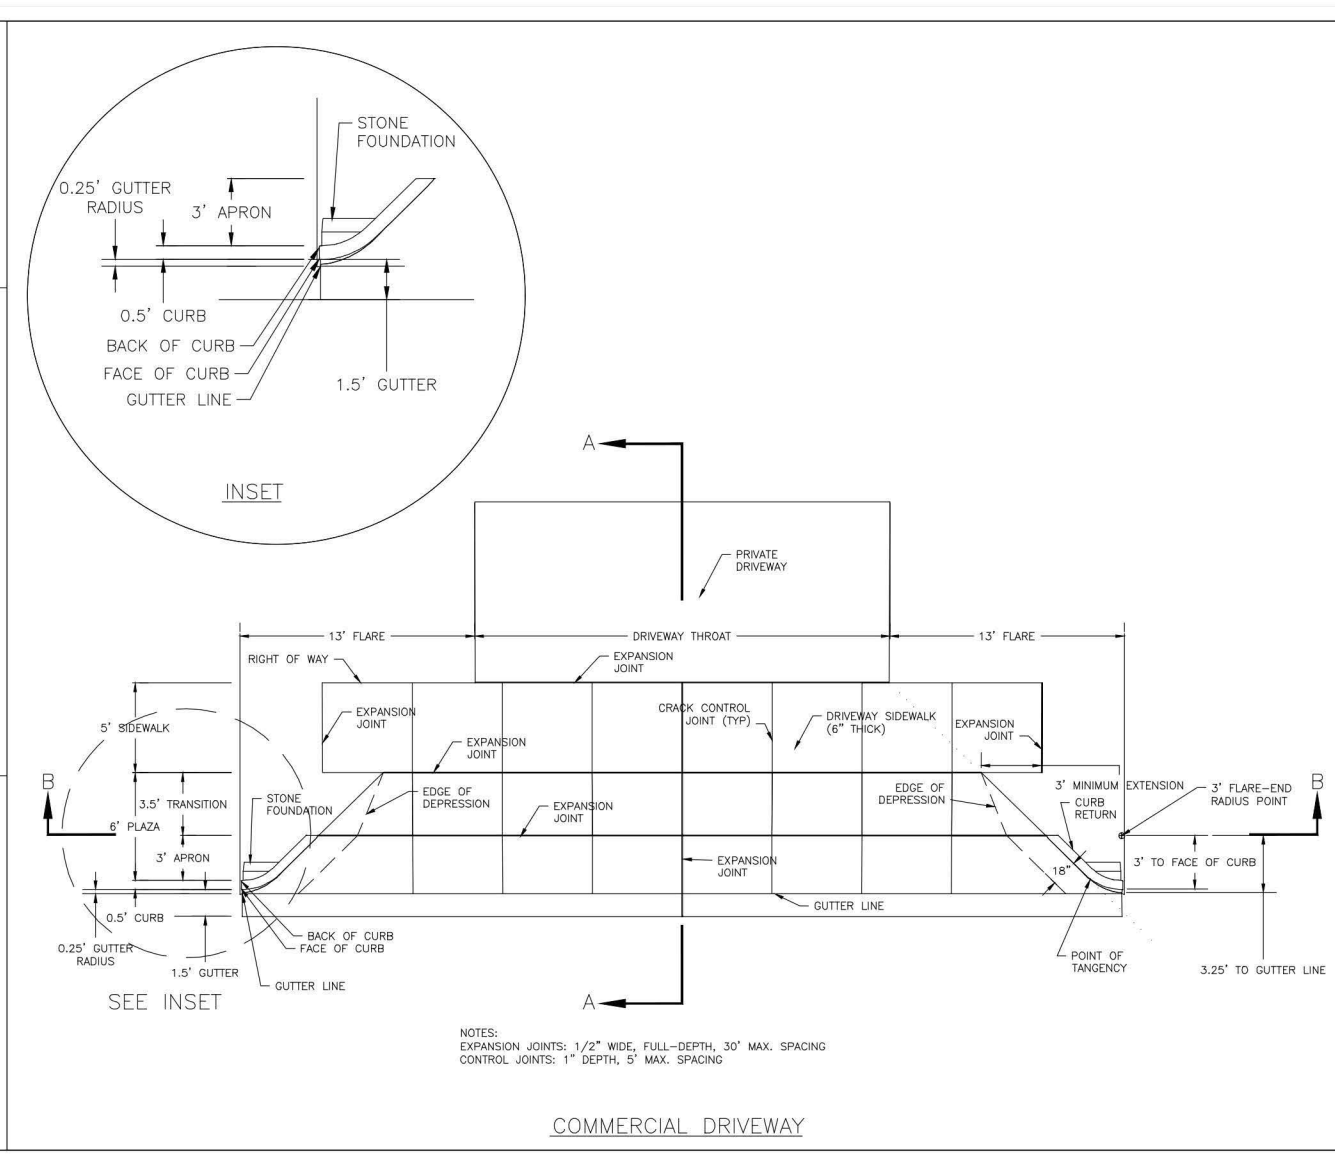 STONE
FOUNDATION
0.25' GUTTER
RADIUS
3' APRON
0.5' CURB
BACK OF CURB
FACE OF CURB
GUTTER LINE
1.5' GUTTER
INSET
A
PRIVATE
DRIVEWAY
13' FLARE
DRIVEWAY THROAT
13' FLARE
RIGHT OF WAY
EXPANSION
JOINT
5' SIDEWALK
EXPANSION
JOINT
EXPANSION
JOINT
CRACK CONTROL
JOINT (TYP)
DRIVEWAY SIDEWALK
(6" THICK)
EXPANSION
JOINT
B
3.5' TRANSITION
6' PLAZA
3' APRON
STONE
FOUNDATION
EDGE OF
DEPRESSION
EXPANSION
JOINT
EDGE OF
DEPRESSION
3' MINIMUM EXTENSION
CURB
RETURN
3' FLARE-END
RADIUS POINT
B
EXPANSION
JOINT
18"
3' TO FACE OF CURB
0.5' CURB
0.25' GUTTER
RADIUS
1.5' GUTTER
BACK OF CURB
FACE OF CURB
GUTTER LINE
GUTTER LINE
POINT OF
TANGENCY
3.25' TO GUTTER LINE
SEE INSET
A
NOTES:
EXPANSION JOINTS: 1/2" WIDE, FULL-DEPTH, 30' MAX. SPACING
CONTROL JOINTS: 1" DEPTH, 5' MAX. SPACING
COMMERCIAL DRIVEWAY